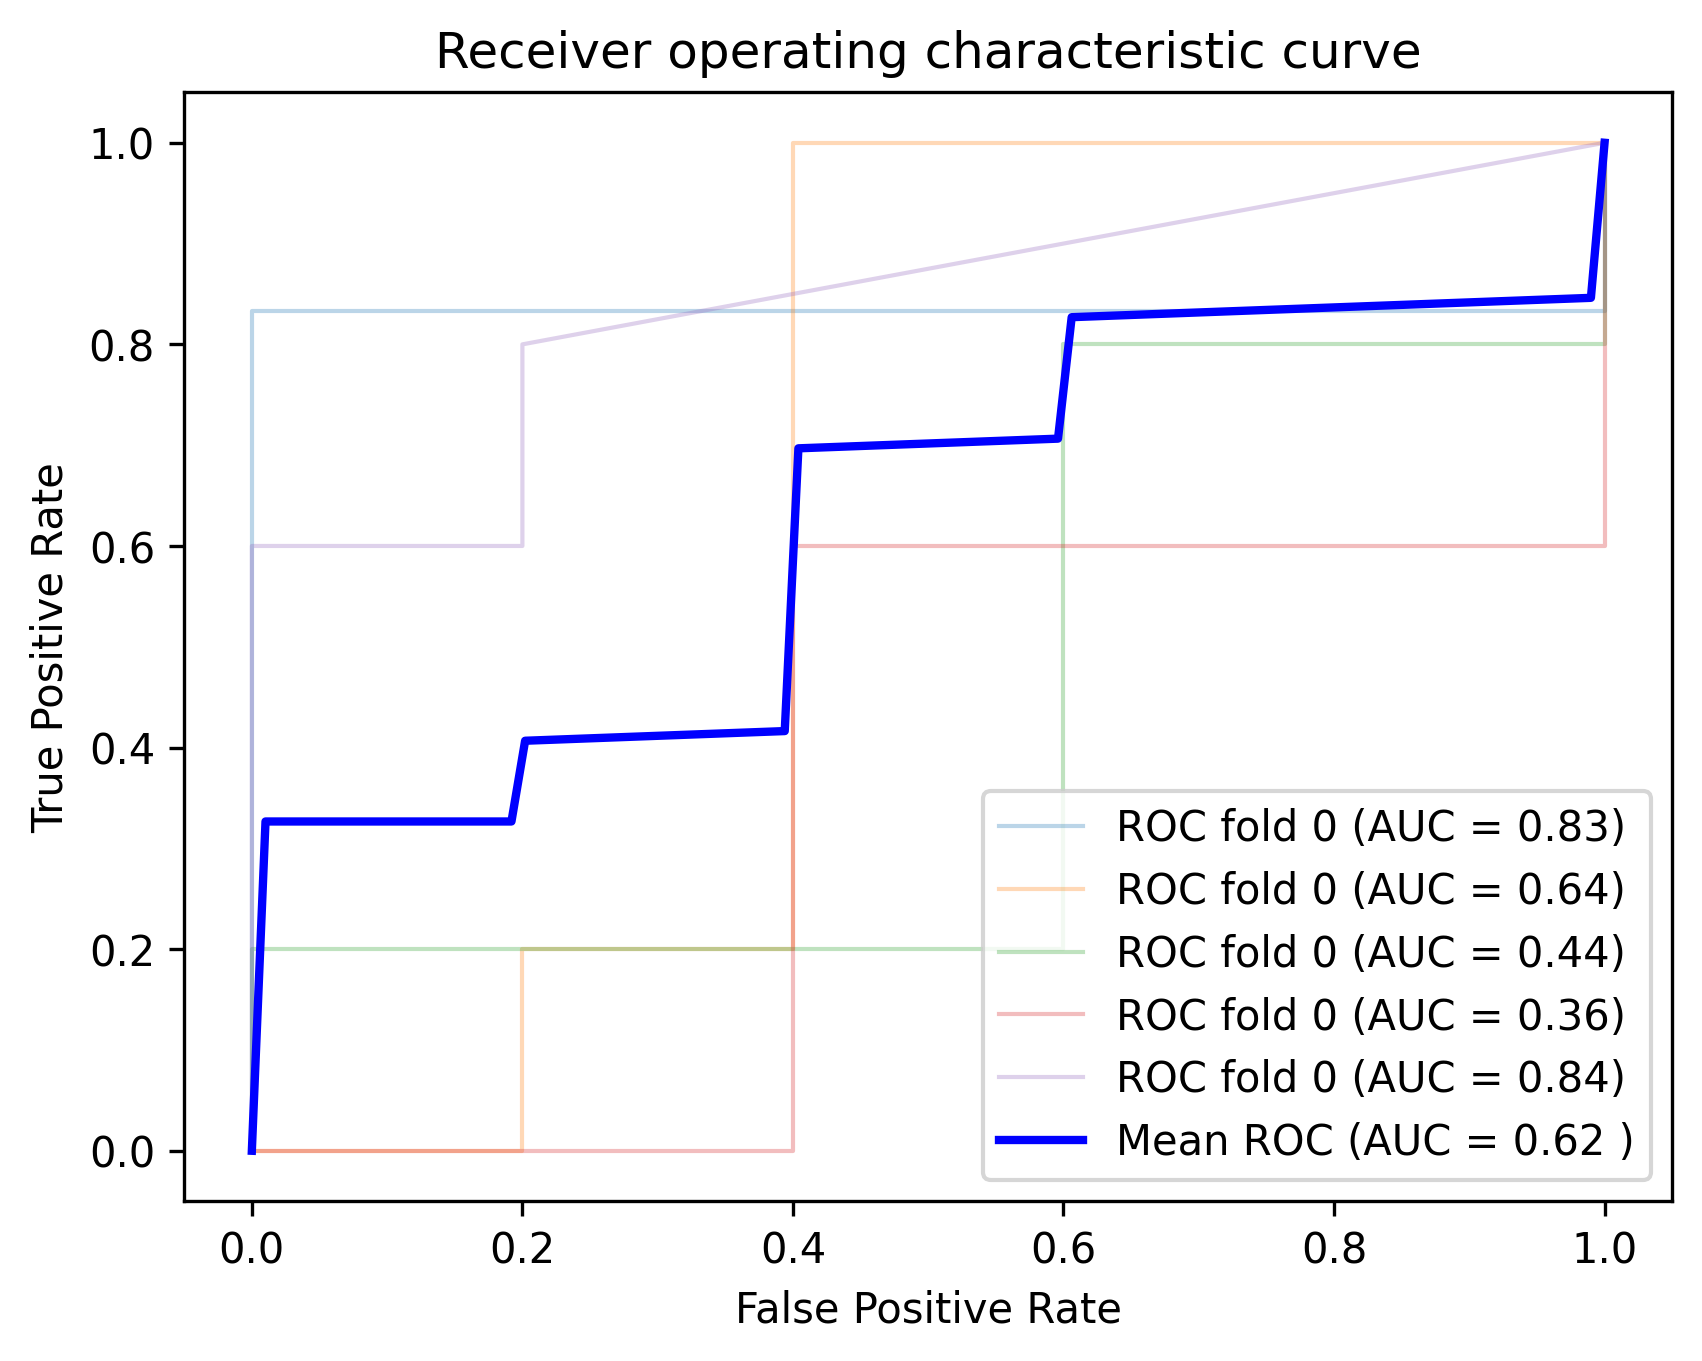 Receiver operating characteristic curve
1.0
0.8
0.6
0.4
0.2
0.0
True Positive Rate
ROC fold 0 (AUC = 0.83)
ROC fold 0 (AUC = 0.64)
ROC fold 0 (AUC = 0.44)
ROC fold 0 (AUC = 0.36)
ROC fold 0 (AUC = 0.84)
Mean ROC (AUC = 0.62 )
0.0 0.2 0.4 0.6 0.8 1.0
False Positive Rate